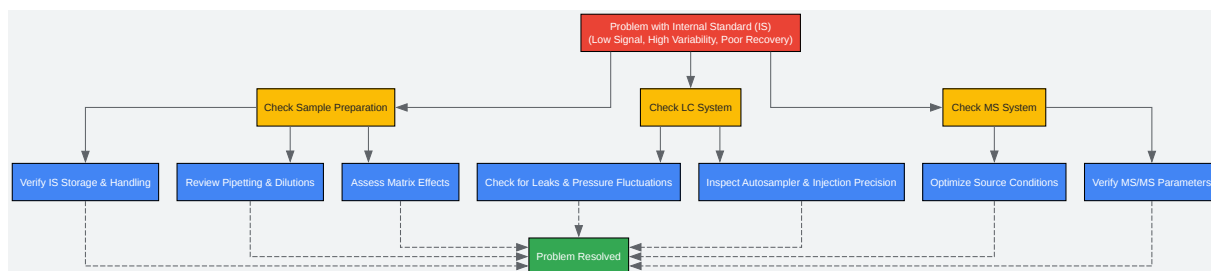 Problem with Internal Standard (IS)
(Low Signal, High Variability, Poor Recovery)
Check Sample Preparation
Check LC System
Check MS System
Verify IS Storage & Handling
Review Pipetting & Dilutions
Assess Matrix Effects
Check for Leaks & Pressure Fluctuations
Inspect Autosampler & Injection Precision
Optimize Source Conditions
Verify MS/MS Parameters
Problem Resolved